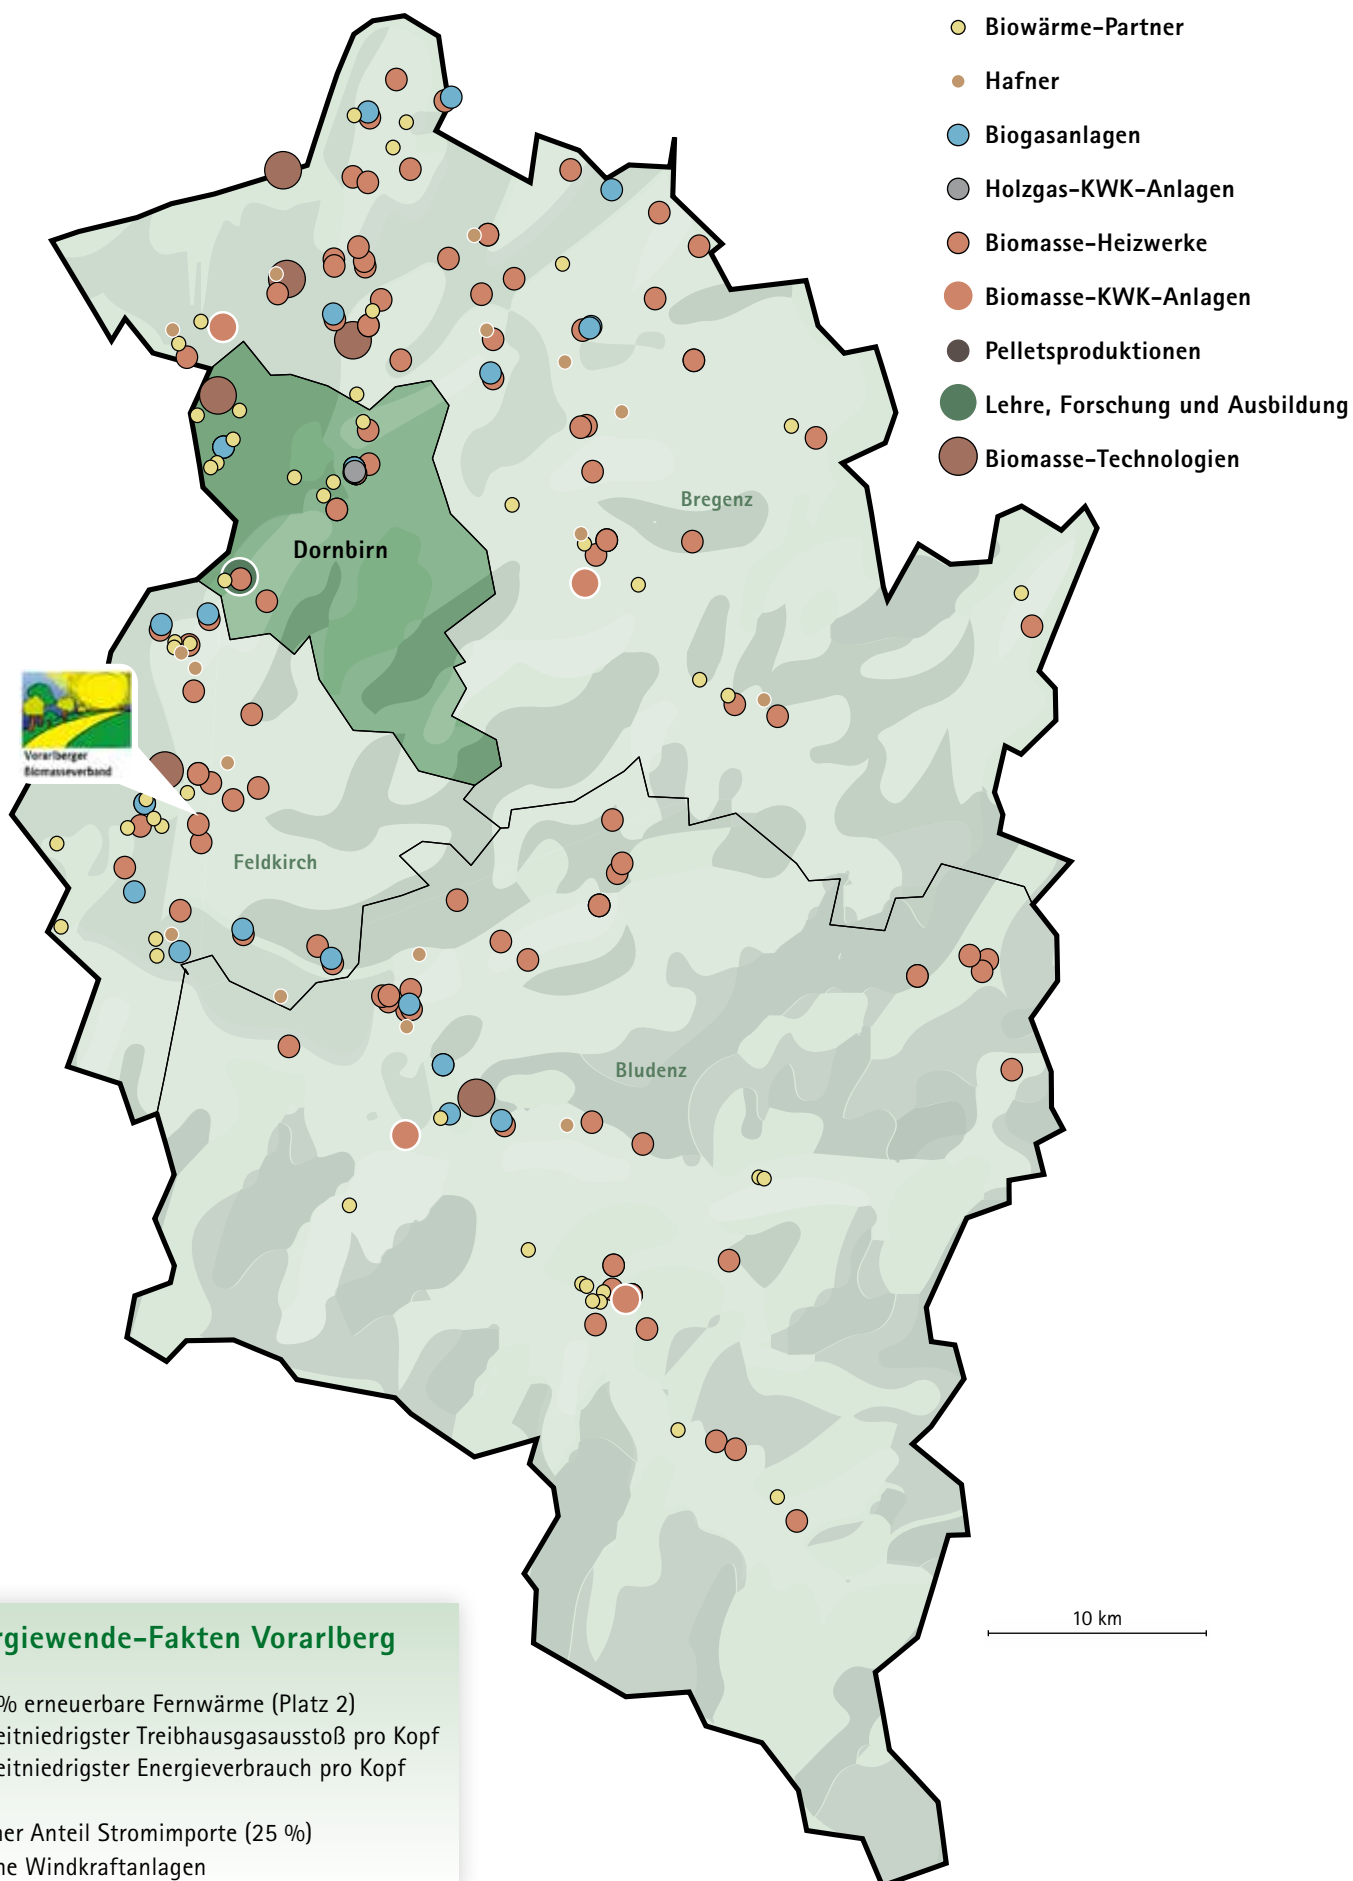 Biowärme-Partner
Hafner
Biogasanlagen
Holzgas-KWK-Anlagen
Biomasse-Heizwerke
Biomasse-KWK-Anlagen
Pelletsproduktionen
Lehre, Forschung und Ausbildung
Biomasse-Technologien
Bregenz
Dornbirn
Vorarlberger
Biomasseverband
Feldkirch
Bludenz
10 km
rgiewende-Fakten Vorarlberg
% erneuerbare Fernwärme (Platz 2)
eitniedrigster Treibhausgasausstoß pro Kopf
eitniedrigster Energieverbrauch pro Kopf
her Anteil Stromimporte (25 %)
ne Windkraftanlagen